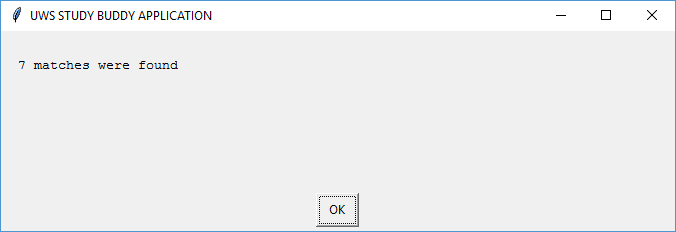 UWS STUDY BUDDY APPLICATION
7 matches were found
OK